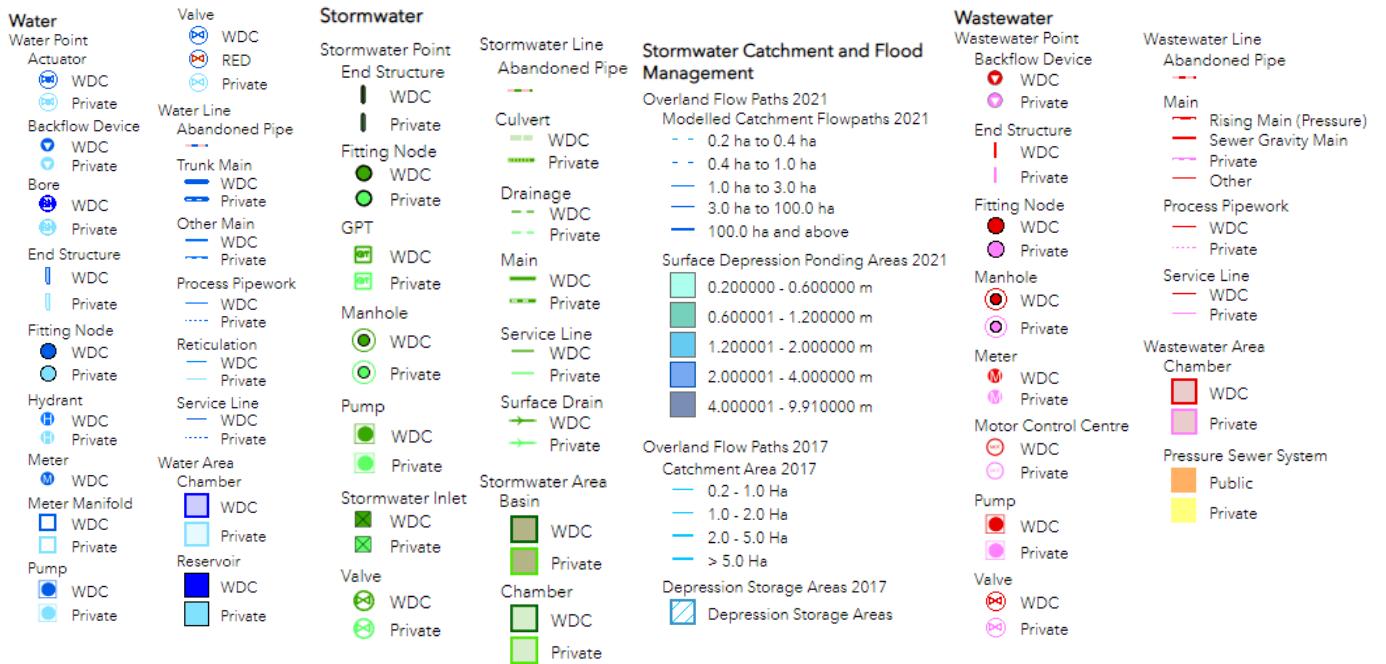 Water
Water Point
Actuator
WDC
Private
Backflow Device
WDC
Private
Bore
WDC
Private
End Structure
WDC
Private
Fitting Node
WDC
Private
Hydrant
H WDC
H Private
Meter
M WDC
Meter Manifold
WDC
Private
Pump
WDC
Private
Valve
WDC
RED
Private
Water Line
Abandoned Pipe
Trunk Main
WDC
Private
Other Main
WDC
Private
Process Pipework
WDC
Private
Reticulation
WDC
Private
Service Line
WDC
Private
Water Area
Chamber
WDC
Private
Reservoir
WDC
Private
Stormwater
Stormwater Point
End Structure
WDC
Private
Fitting Node
WDC
Private
GPT
GPT WDC
GPT Private
Manhole
WDC
Private
Pump
WDC
Private
Stormwater Inlet
WDC
Private
Valve
WDC
Private
Stormwater Line
Abandoned Pipe
Culvert
WDC
Private
Drainage
WDC
Private
Main
WDC
Private
Service Line
WDC
Private
Surface Drain
WDC
Private
Stormwater Area
Basin
WDC
Private
Chamber
WDC
Private
Stormwater Catchment and Flood
Management
Overland Flow Paths 2021
Modelled Catchment Flowpaths 2021
0.2 ha to 0.4 ha
0.4 ha to 1.0 ha
1.0 ha to 3.0 ha
3.0 ha to 100.0 ha
100.0 ha and above
Surface Depression Ponding Areas 2021
0.200000 - 0.600000 m
0.600001 - 1.200000 m
1.200001 - 2.000000 m
2.000001 - 4.000000 m
4.000001 - 9.910000 m
Overland Flow Paths 2017
Catchment Area 2017
0.2 - 1.0 Ha
1.0 - 2.0 Ha
2.0 - 5.0 Ha
> 5.0 Ha
Depression Storage Areas 2017
Depression Storage Areas
Wastewater
Wastewater Point
Backflow Device
WDC
Private
End Structure
WDC
Private
Fitting Node
WDC
Private
Manhole
WDC
Private
Meter
M WDC
M Private
Motor Control Centre
WDC
Private
Pump
WDC
Private
Valve
WDC
Private
Wastewater Line
Abandoned Pipe
Main
Rising Main (Pressure)
Sewer Gravity Main
Private
Other
Process Pipework
WDC
Private
Service Line
WDC
Private
Wastewater Area
Chamber
WDC
Private
Pressure Sewer System
Public
Private